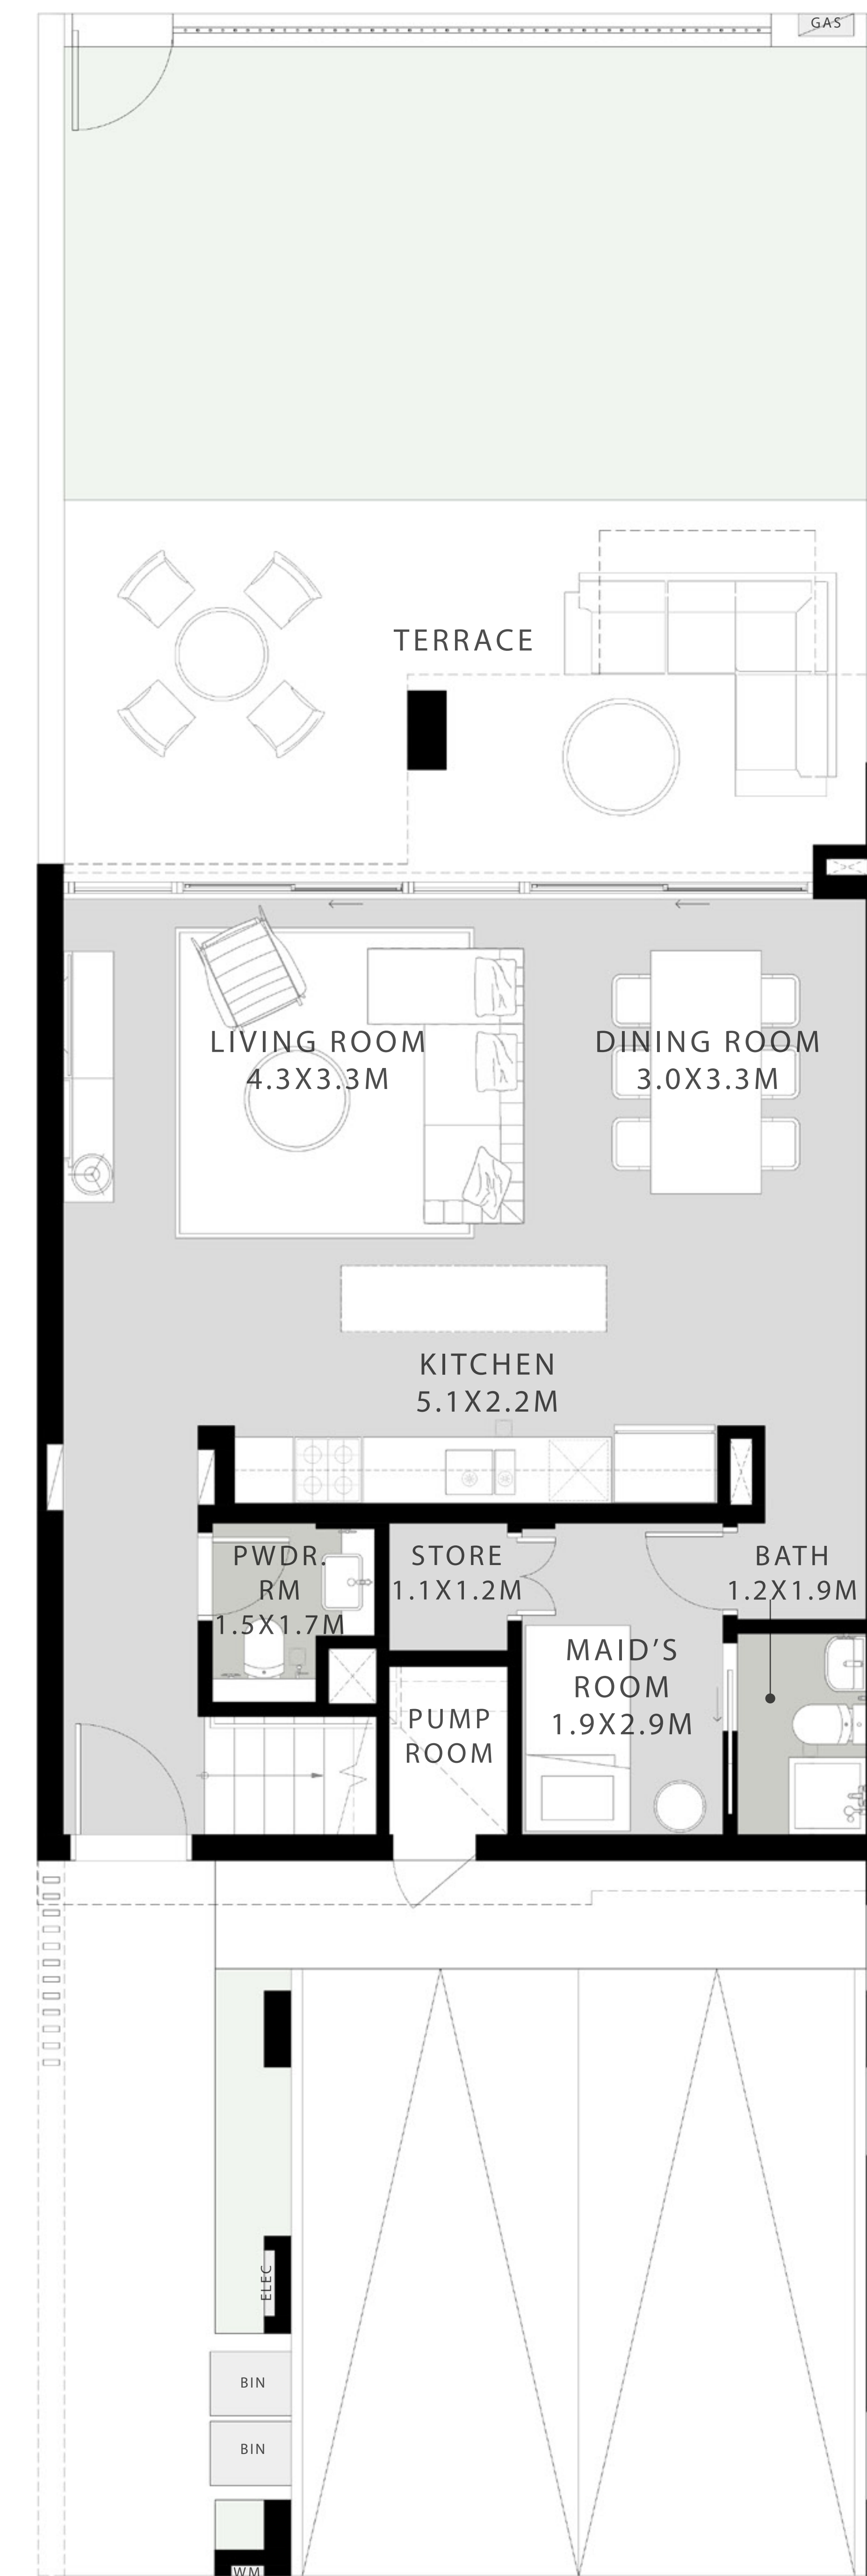 GAS
TERRACE
LIVING ROOM
4.3X3.3M
DINING ROOM
3.0X3.3M
KITCHEN
5.1X2.2M
PWDR.
RM
1.5X1.7M
STORE
1.1X1.2M
BATH
1.2X1.9M
MAID'S
ROOM
1.9X2.9M
PUMP
ROOM
ELEC
BIN
BIN
WM